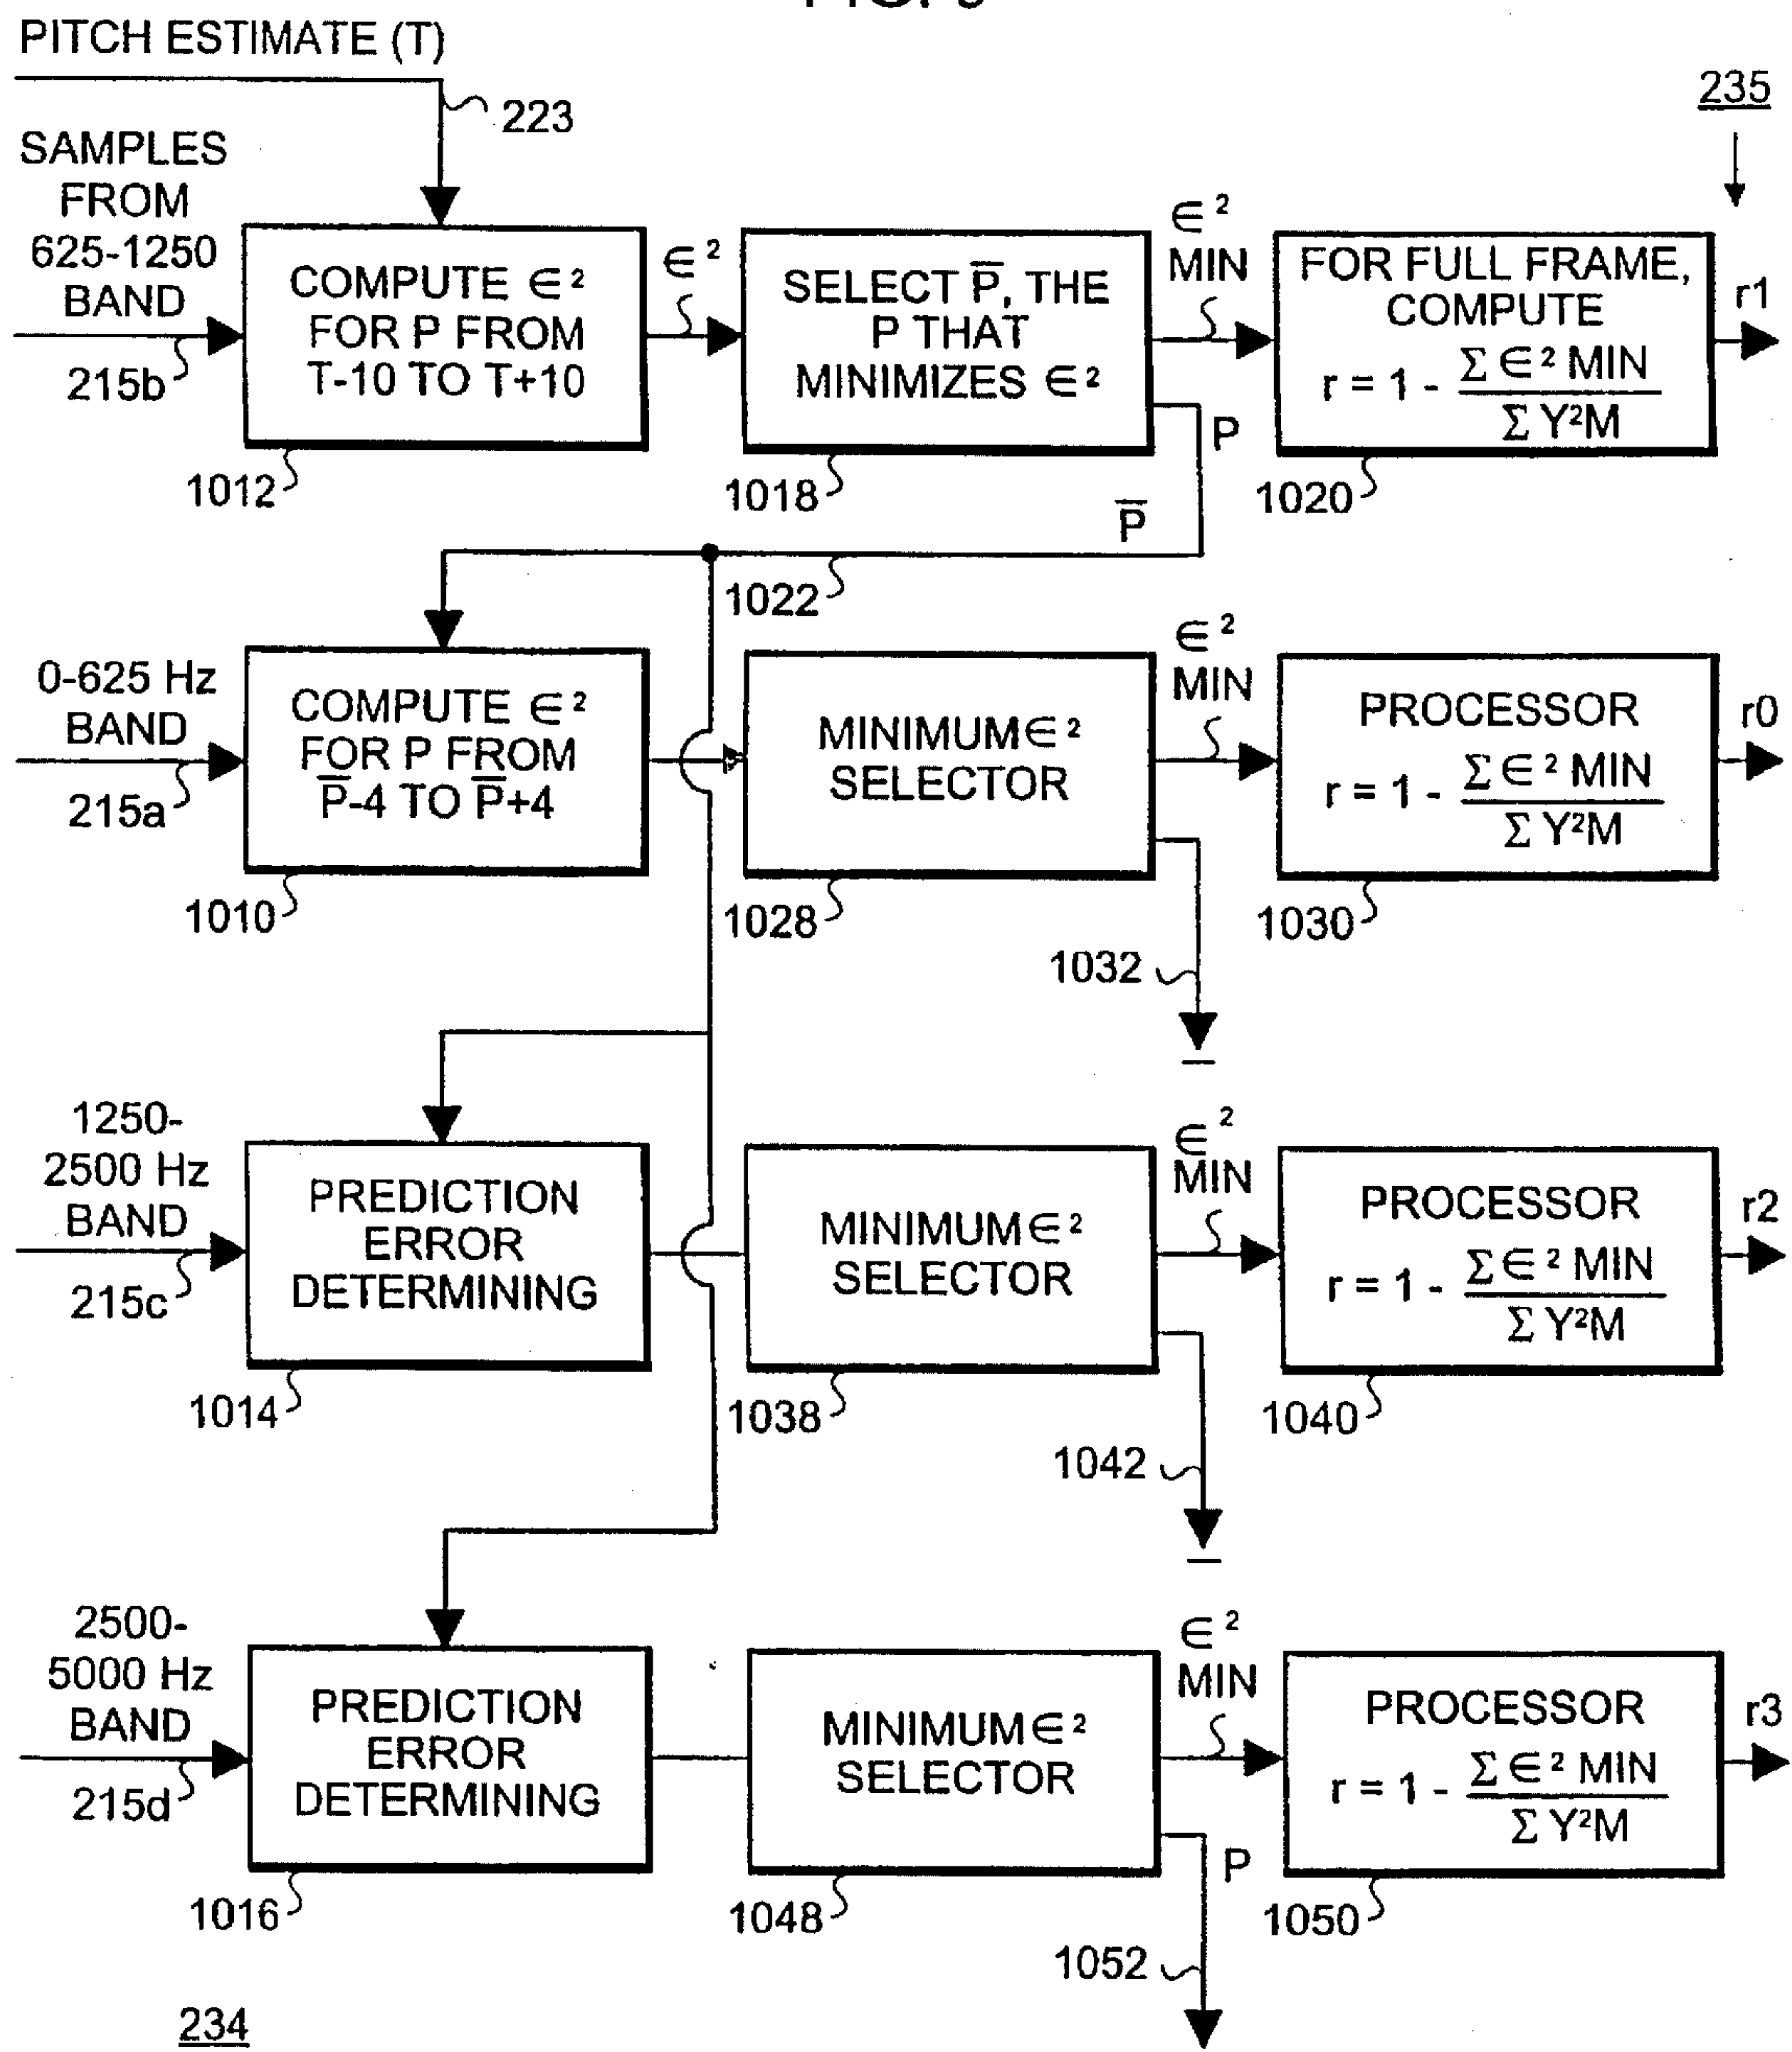 PITCH ESTIMATE (T)
223
235
SAMPLES
FROM
625-1250
BAND
215b
COMPUTE ∈²
FOR P FROM
T-10 TO T+10
1012
∈²
SELECT P̅, THE
P THAT
MINIMIZES ∈²
1018
∈²
MIN
P
FOR FULL FRAME,
COMPUTE
r = 1 - Σ∈² MIN / Σ Y²M
1020
r1
P̅
1022
0-625 Hz
BAND
215a
COMPUTE ∈²
FOR P FROM
P̅-4 TO P̅+4
1010
MINIMUM∈²
SELECTOR
1028
∈²
MIN
1032
PROCESSOR
r = 1 - Σ∈² MIN / Σ Y²M
1030
r0
1250-
2500 Hz
BAND
215c
PREDICTION
ERROR
DETERMINING
1014
MINIMUM∈²
SELECTOR
1038
∈²
MIN
1042
PROCESSOR
r = 1 - Σ∈² MIN / Σ Y²M
1040
r2
2500-
5000 Hz
BAND
215d
PREDICTION
ERROR
DETERMINING
1016
MINIMUM∈²
SELECTOR
1048
∈²
MIN
P
1052
PROCESSOR
r = 1 - Σ∈² MIN / Σ Y²M
1050
r3
234